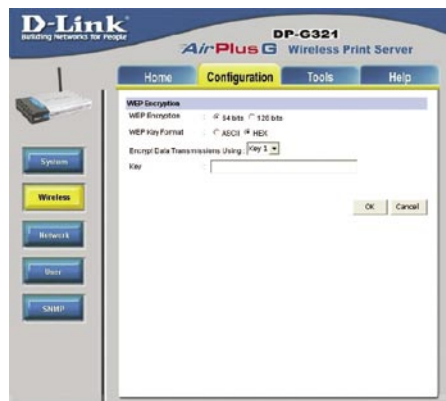 D-Link
Building Networks for People
DP-G321
AirPlus G Wireless Print Server
Home Configuration Tools Help
WEP Encryption
WEP Encryption : 64 bits 128 bits
WEP Key Format : ASCII HEX
Encrypt Data Transmissions Using : Key 1
Key :
OK Cancel
System
Wireless
Network
User
SNMP